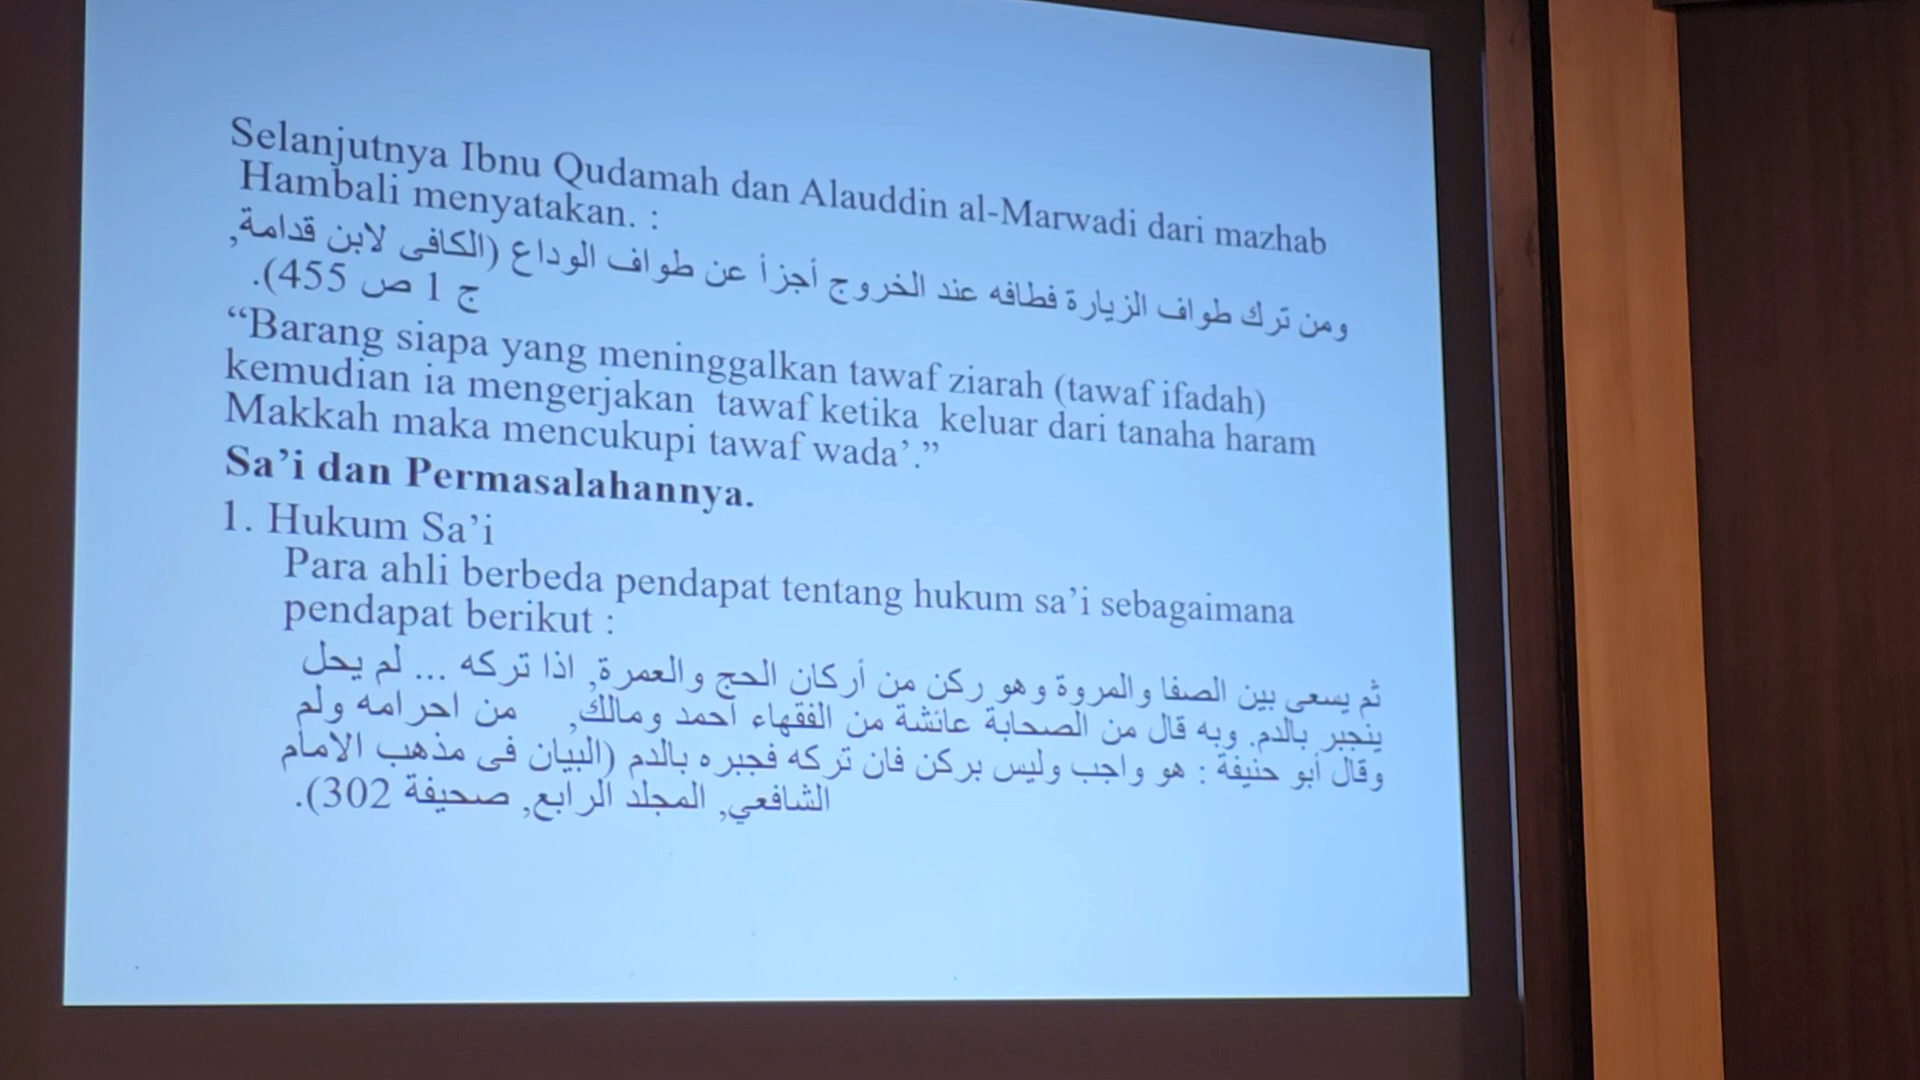 Selanjutnya Ibnu Qudamah dan Alauddin al-Marwadi dari mazhab
Hambali menyatakan. :
ومن ترك طواف الزيارة فطافه عند الخروج أجزأ عن طواف الوداع (الكافى لابن قدامة,
ج 1 ص 455).
“Barang siapa yang meninggalkan tawaf ziarah (tawaf ifadah)
kemudian ia mengerjakan tawaf ketika keluar dari tanaha haram
Makkah maka mencukupi tawaf wada’.”
Sa’i dan Permasalahannya.
1. Hukum Sa’i
Para ahli berbeda pendapat tentang hukum sa’i sebagaimana
pendapat berikut :
ثم يسعى بين الصفا والمروة وهو ركن من أركان الحج والعمرة, اذا تركه ... لم يحل
من احرامه ولم ينجبر بالدم. وبه قال من الصحابة عائشة من الفقهاء أحمد ومالك,
وقال أبو حنيفة : هو واجب وليس بركن فان تركه فجبره بالدم (البيان فى مذهب الامام
الشافعي, المجلد الرابع, صحيفة 302).